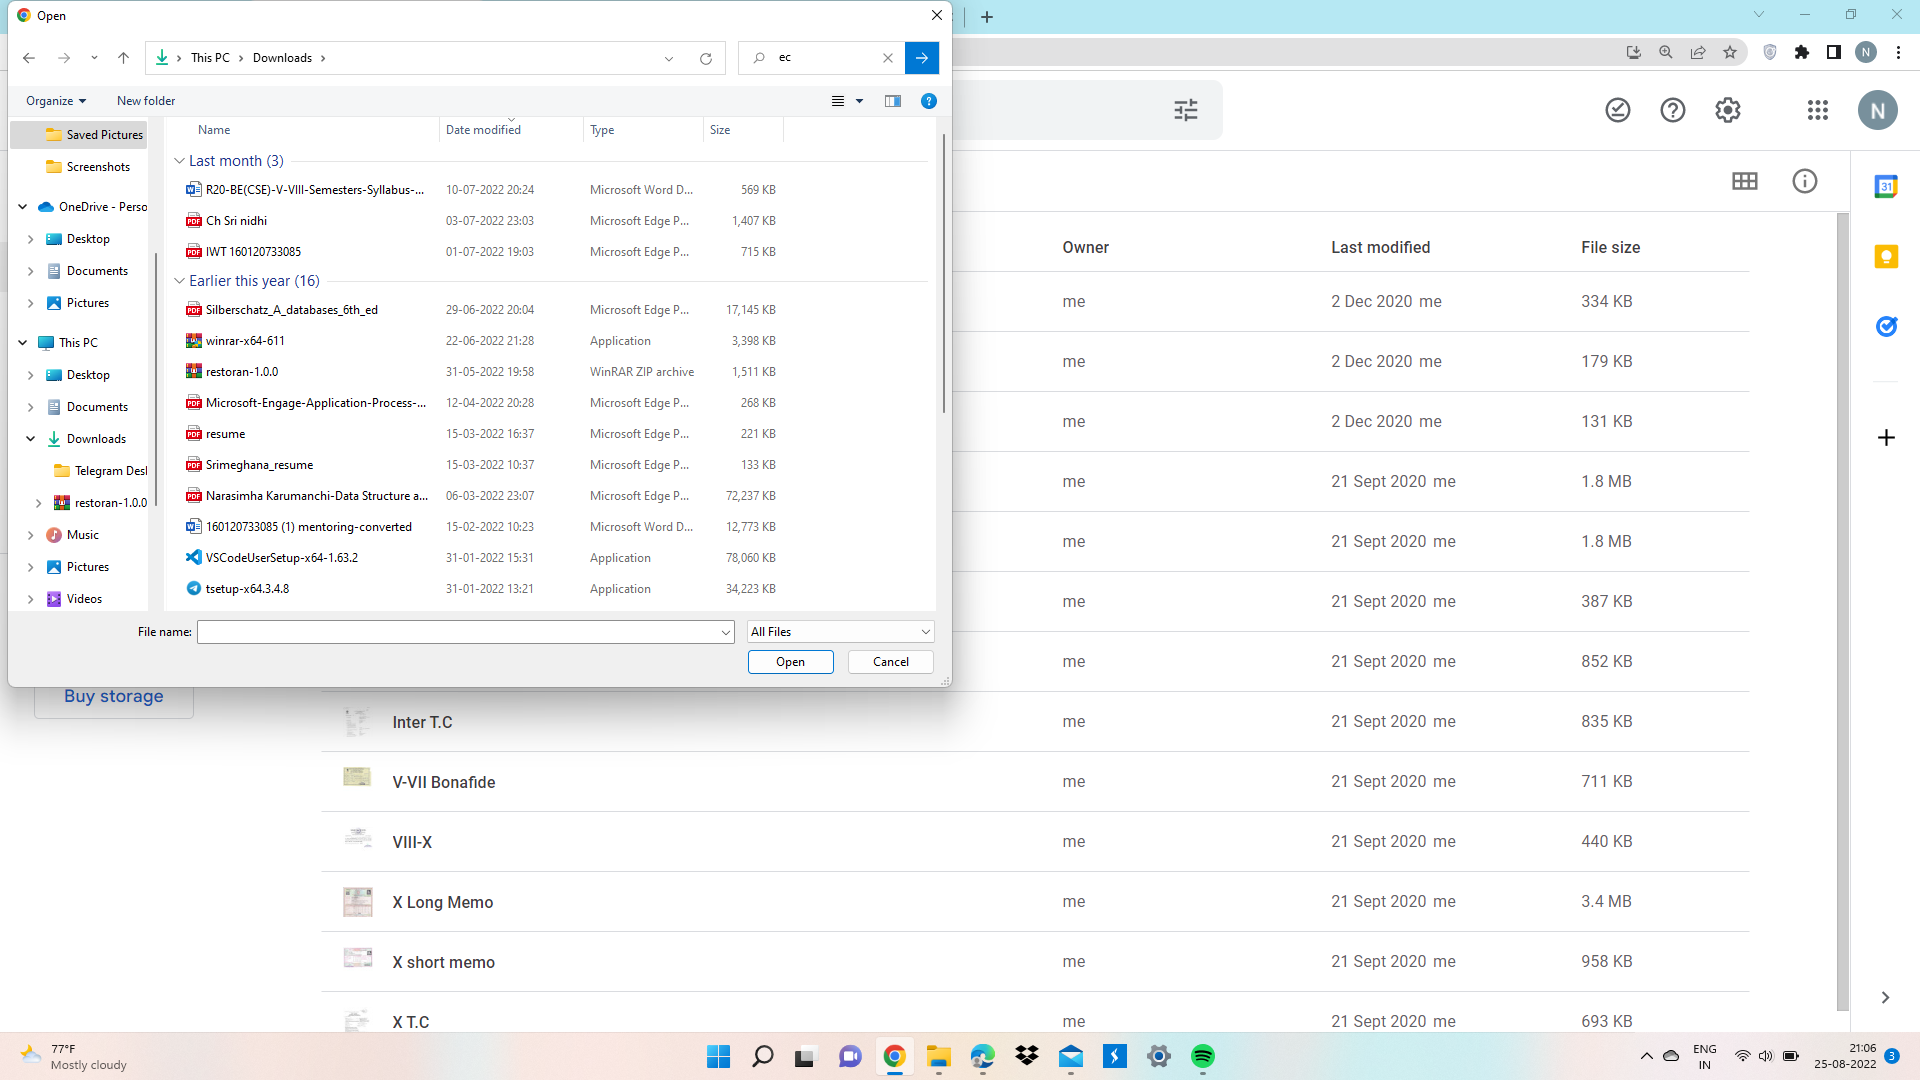 Open
This PC > Downloads >
ec
Organize
New folder
Saved Pictures
Screenshots
OneDrive - Perso
Desktop
Documents
Pictures
This PC
Desktop
Documents
Downloads
Telegram Desl
restoran-1.0.0
Music
Pictures
Videos
Name Date modified Type Size
Last month (3)
R20-BE(CSE)-V-VIII-Semesters-Syllabus-... 10-07-2022 20:24 Microsoft Word D... 569 KB
Ch Sri nidhi 03-07-2022 23:03 Microsoft Edge P... 1,407 KB
IWT 160120733085 01-07-2022 19:03 Microsoft Edge P... 715 KB
Earlier this year (16)
Silberschatz_A_databases_6th_ed 29-06-2022 20:04 Microsoft Edge P... 17,145 KB
winrar-x64-611 22-06-2022 21:28 Application 3,398 KB
restoran-1.0.0 31-05-2022 19:58 WinRAR ZIP archive 1,511 KB
Microsoft-Engage-Application-Process-... 12-04-2022 20:28 Microsoft Edge P... 268 KB
resume 15-03-2022 16:37 Microsoft Edge P... 221 KB
Srimeghana_resume 15-03-2022 10:37 Microsoft Edge P... 133 KB
Narasimha Karumanchi-Data Structure a... 06-03-2022 23:07 Microsoft Edge P... 72,237 KB
160120733085 (1) mentoring-converted 15-02-2022 10:23 Microsoft Word D... 12,773 KB
VSCodeUserSetup-x64-1.63.2 31-01-2022 15:31 Application 78,060 KB
tsetup-x64.3.4.8 31-01-2022 13:21 Application 34,223 KB
File name:
All Files
Open Cancel
Buy storage
N
N
31
Owner Last modified File size
me 2 Dec 2020 me 334 KB
me 2 Dec 2020 me 179 KB
me 2 Dec 2020 me 131 KB
me 21 Sept 2020 me 1.8 MB
me 21 Sept 2020 me 1.8 MB
me 21 Sept 2020 me 387 KB
me 21 Sept 2020 me 852 KB
Inter T.C me 21 Sept 2020 me 835 KB
V-VII Bonafide me 21 Sept 2020 me 711 KB
VIII-X me 21 Sept 2020 me 440 KB
X Long Memo me 21 Sept 2020 me 3.4 MB
X short memo me 21 Sept 2020 me 958 KB
X T.C me 21 Sept 2020 me 693 KB
77°F
Mostly cloudy
ENG
IN
21:06
25-08-2022
3